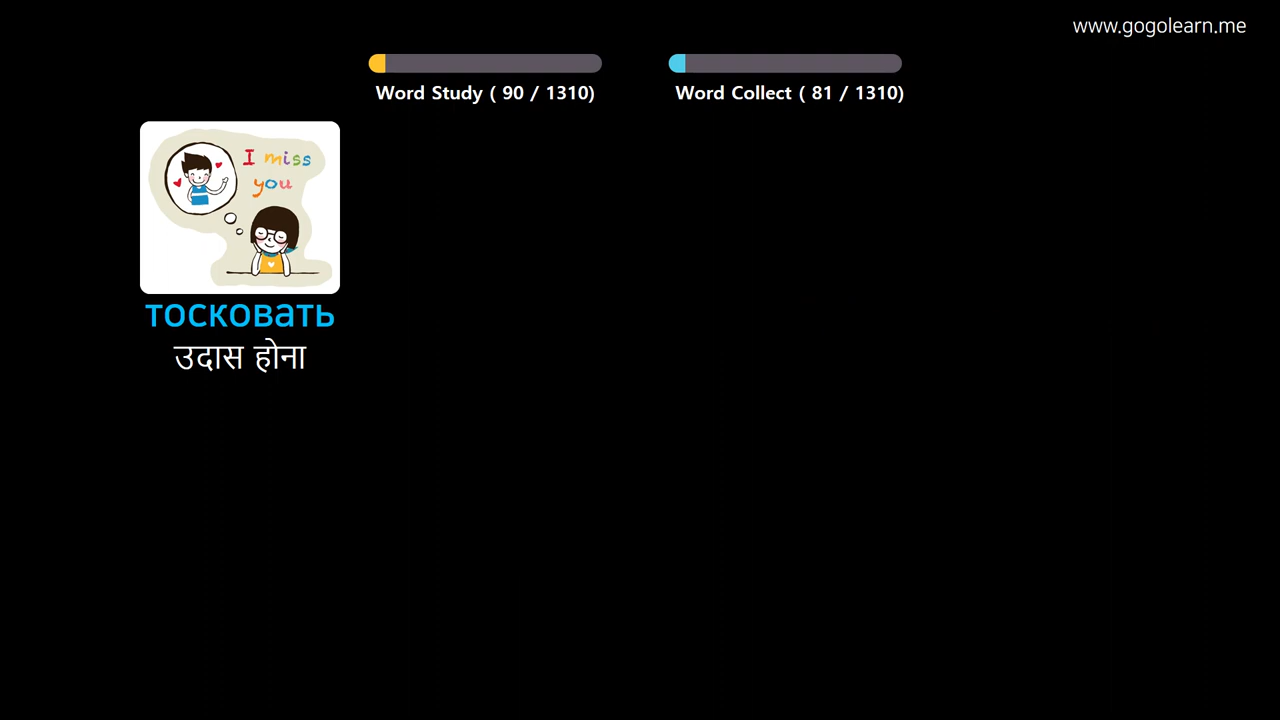 www.gogolearn.me
Word Study ( 90 / 1310)
Word Collect ( 81 / 1310)
I miss
you
тосковать
उदास होना